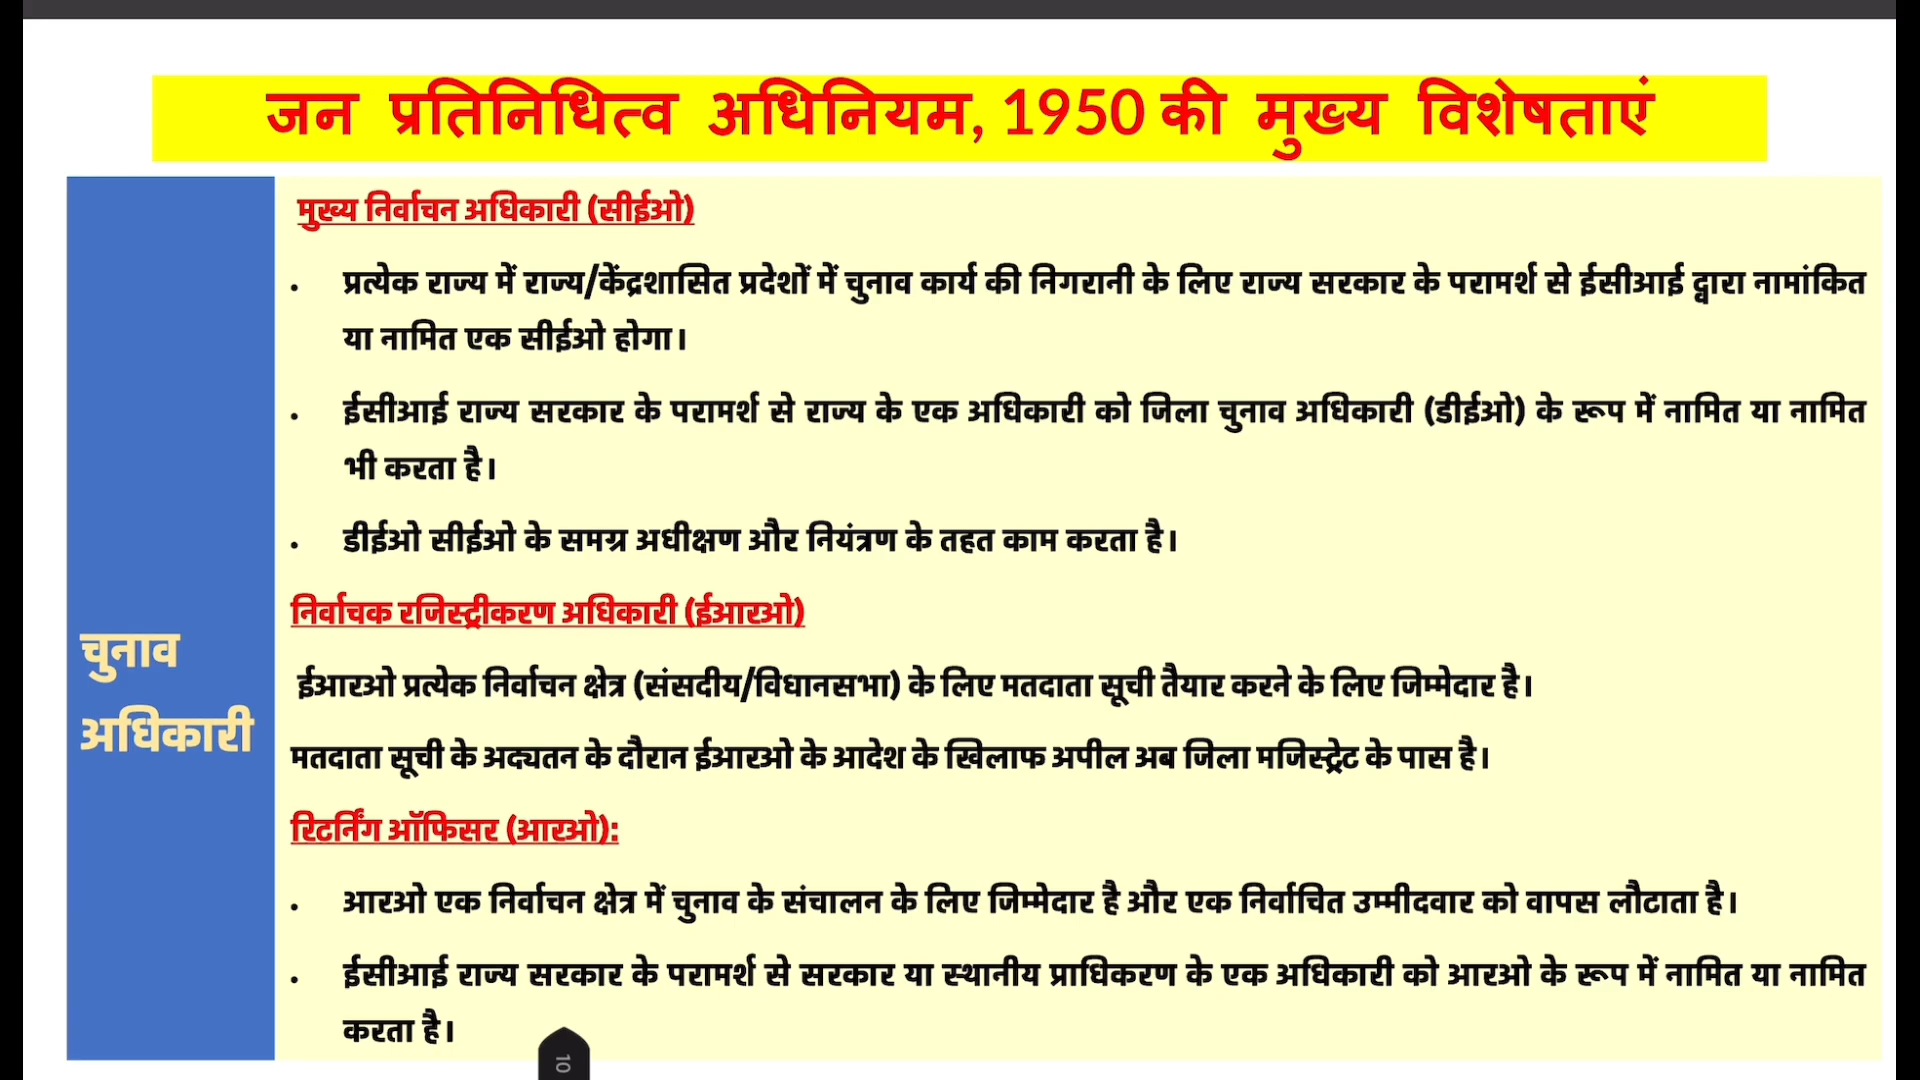 जन प्रतिनिधित्व अधिनियम, 1950 की मुख्य विशेषताएं
चुनाव
अधिकारी
मुख्य निर्वाचन अधिकारी (सीईओ)
• प्रत्येक राज्य में राज्य/केंद्रशासित प्रदेशों में चुनाव कार्य की निगरानी के लिए राज्य सरकार के परामर्श से ईसीआई द्वारा नामांकित
या नामित एक सीईओ होगा।
• ईसीआई राज्य सरकार के परामर्श से राज्य के एक अधिकारी को जिला चुनाव अधिकारी (डीईओ) के रूप में नामित या नामित
भी करता है।
• डीईओ सीईओ के समग्र अधीक्षण और नियंत्रण के तहत काम करता है।
निर्वाचक रजिस्ट्रीकरण अधिकारी (ईआरओ)
ईआरओ प्रत्येक निर्वाचन क्षेत्र (संसदीय/विधानसभा) के लिए मतदाता सूची तैयार करने के लिए जिम्मेदार है।
मतदाता सूची के अद्यतन के दौरान ईआरओ के आदेश के खिलाफ अपील अब जिला मजिस्ट्रेट के पास है।
रिटर्निंग ऑफिसर (आरओ):
• आरओ एक निर्वाचन क्षेत्र में चुनाव के संचालन के लिए जिम्मेदार है और एक निर्वाचित उम्मीदवार को वापस लौटाता है।
• ईसीआई राज्य सरकार के परामर्श से सरकार या स्थानीय प्राधिकरण के एक अधिकारी को आरओ के रूप में नामित या नामित
करता है।
10